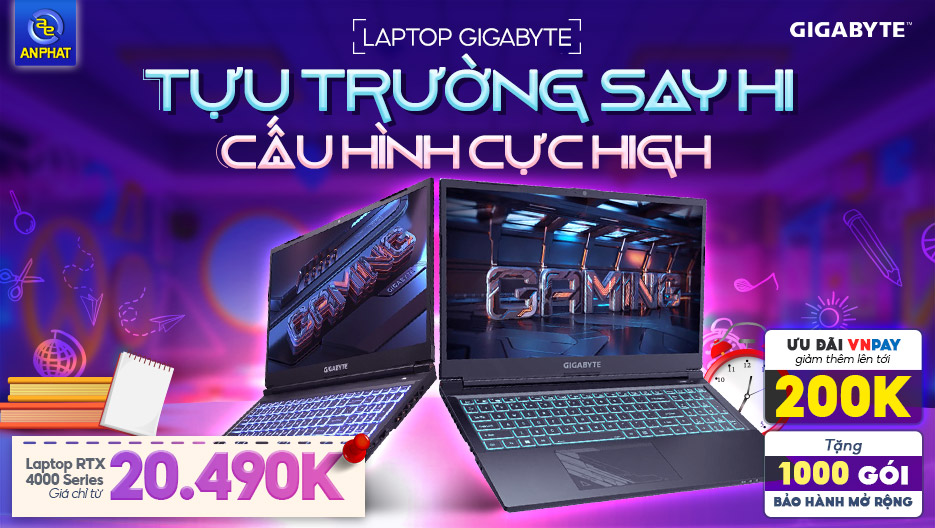 ae
ANPHAT
[LAPTOP GIGABYTE]
GIGABYTE™
TỰU TRƯỜNG SAY HI
CẤU HÌNH CỰC HIGH
GAMING
GIGABYTE
GAMING
GIGABYTE
ƯU ĐÃI VNPAY
giảm thêm lên tới
200K
Laptop RTX
4000 Series
Giá chỉ từ
20.490K
Tặng
1000 GÓI
BẢO HÀNH MỞ RỘNG